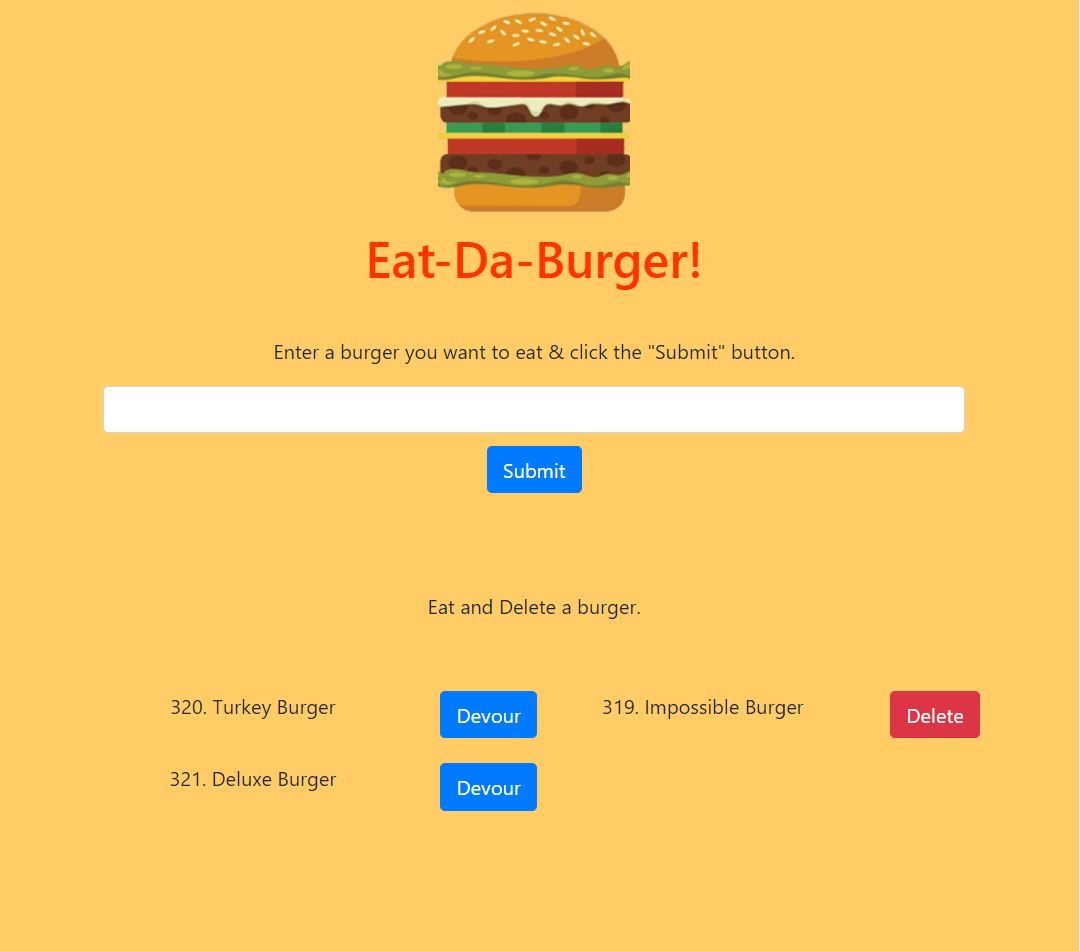 Eat-Da-Burger!
Enter a burger you want to eat & click the "Submit" button.
Submit
Eat and Delete a burger.
320. Turkey Burger Devour 319. Impossible Burger Delete
321. Deluxe Burger Devour